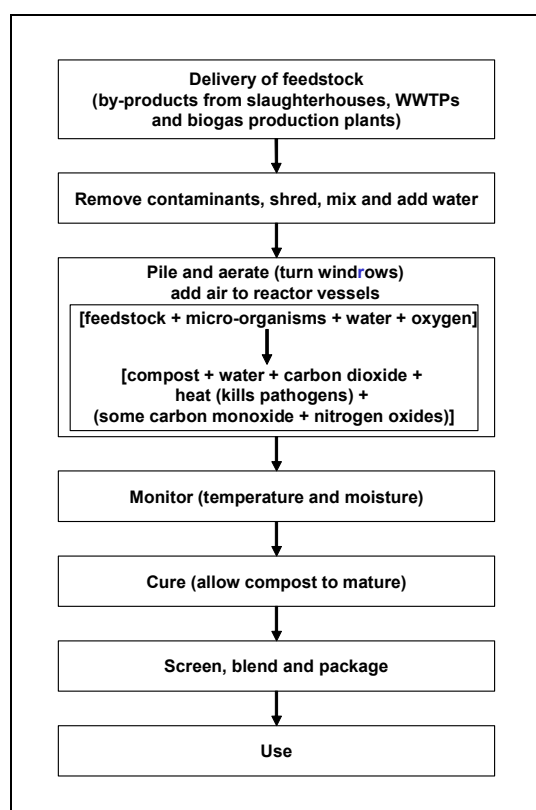 Delivery of feedstock
(by-products from slaughterhouses, WWTPs
and biogas production plants)
Remove contaminants, shred, mix and add water
Pile and aerate (turn windrows)
add air to reactor vessels
[feedstock + micro-organisms + water + oxygen]
[compost + water + carbon dioxide +
heat (kills pathogens) +
(some carbon monoxide + nitrogen oxides)]
Monitor (temperature and moisture)
Cure (allow compost to mature)
Screen, blend and package
Use